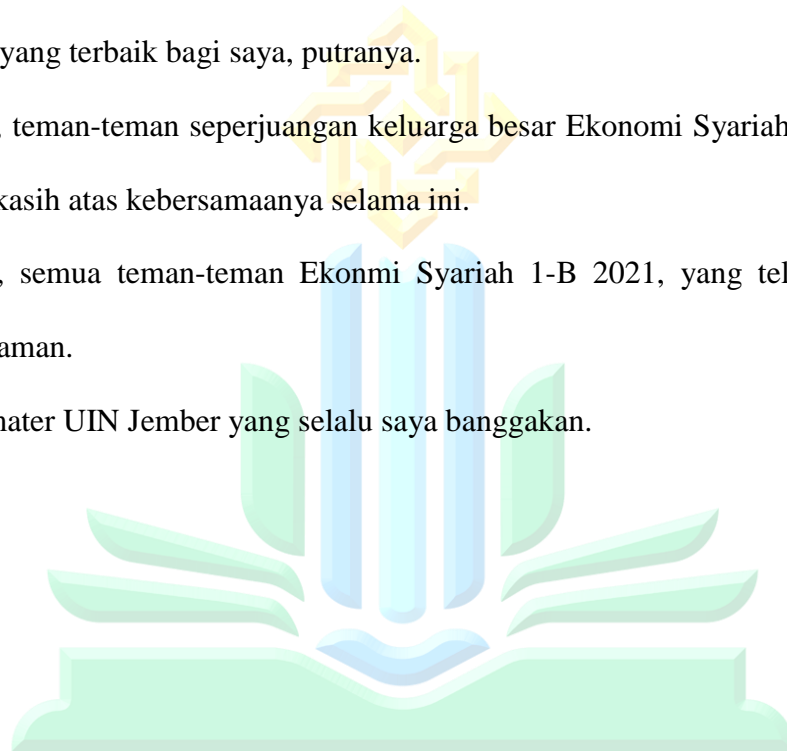 yang terbaik bagi saya, putranya.
, teman-teman seperjuangan keluarga besar Ekonomi Syariah
kasih atas kebersamaanya selama ini.
, semua teman-teman Ekonmi Syariah 1-B 2021, yang tel
aman.
mater UIN Jember yang selalu saya banggakan.